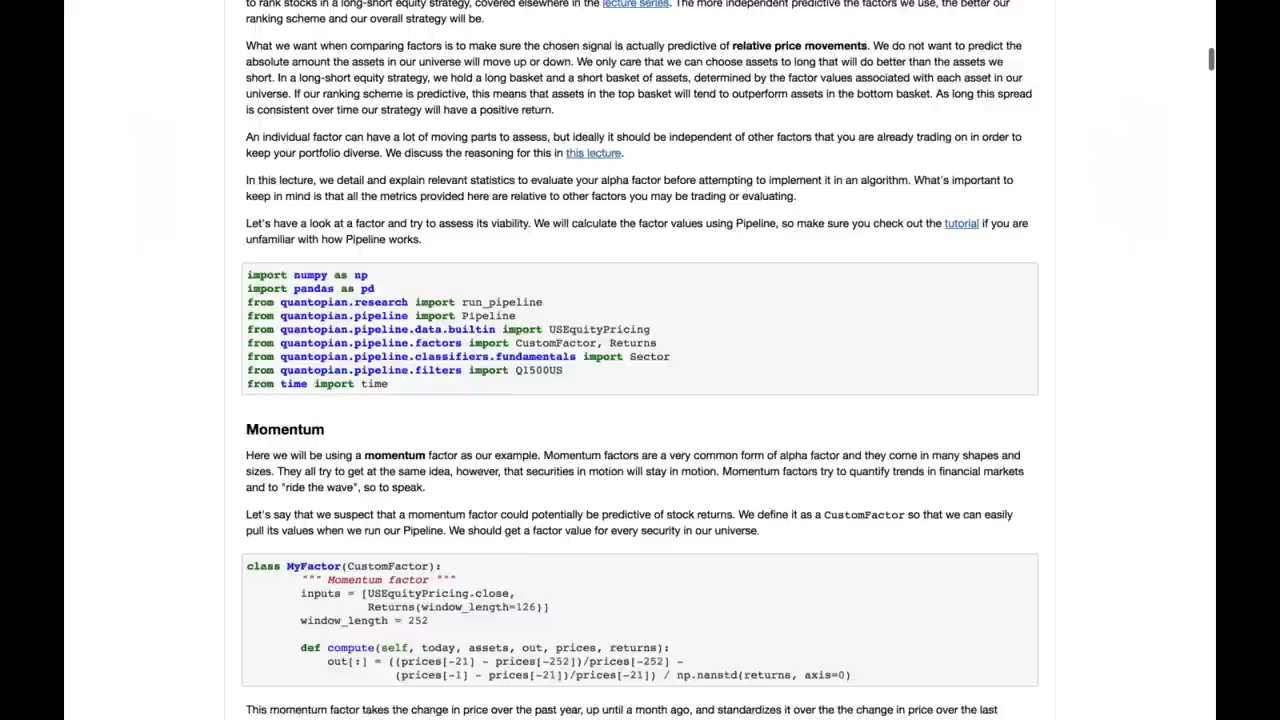 to rank stocks in a long-short equity strategy, covered elsewhere in the lecture series. The more independent predictive the factors we use, the better our
ranking scheme and our overall strategy will be.
What we want when comparing factors is to make sure the chosen signal is actually predictive of relative price movements. We do not want to predict the
absolute amount the assets in our universe will move up or down. We only care that we can choose assets to long that will do better than the assets we
short. In a long-short equity strategy, we hold a long basket and a short basket of assets, determined by the factor values associated with each asset in our
universe. If our ranking scheme is predictive, this means that assets in the top basket will tend to outperform assets in the bottom basket. As long this spread
is consistent over time our strategy will have a positive return.
An individual factor can have a lot of moving parts to assess, but ideally it should be independent of other factors that you are already trading on in order to
keep your portfolio diverse. We discuss the reasoning for this in this lecture.
In this lecture, we detail and explain relevant statistics to evaluate your alpha factor before attempting to implement it in an algorithm. What's important to
keep in mind is that all the metrics provided here are relative to other factors you may be trading or evaluating.
Let's have a look at a factor and try to assess its viability. We will calculate the factor values using Pipeline, so make sure you check out the tutorial if you are
unfamiliar with how Pipeline works.
import numpy as np
import pandas as pd
from quantopian.research import run_pipeline
from quantopian.pipeline import Pipeline
from quantopian.pipeline.data.builtin import USEquityPricing
from quantopian.pipeline.factors import CustomFactor, Returns
from quantopian.pipeline.classifiers.fundamentals import Sector
from quantopian.pipeline.filters import Q1500US
from time import time
Momentum
Here we will be using a momentum factor as our example. Momentum factors are a very common form of alpha factor and they come in many shapes and
sizes. They all try to get at the same idea, however, that securities in motion will stay in motion. Momentum factors try to quantify trends in financial markets
and to "ride the wave", so to speak.
Let's say that we suspect that a momentum factor could potentially be predictive of stock returns. We define it as a CustomFactor so that we can easily
pull its values when we run our Pipeline. We should get a factor value for every security in our universe.
class MyFactor(CustomFactor):
""" Momentum factor """
inputs = [USEquityPricing.close,
Returns(window_length=126)]
window_length = 252
def compute(self, today, assets, out, prices, returns):
out[:] = ((prices[-21] - prices[-252])/prices[-252] -
(prices[-1] - prices[-21])/prices[-21]) / np.nanstd(returns, axis=0)
This momentum factor takes the change in price over the past year, up until a month ago, and standardizes it over the the change in price over the last